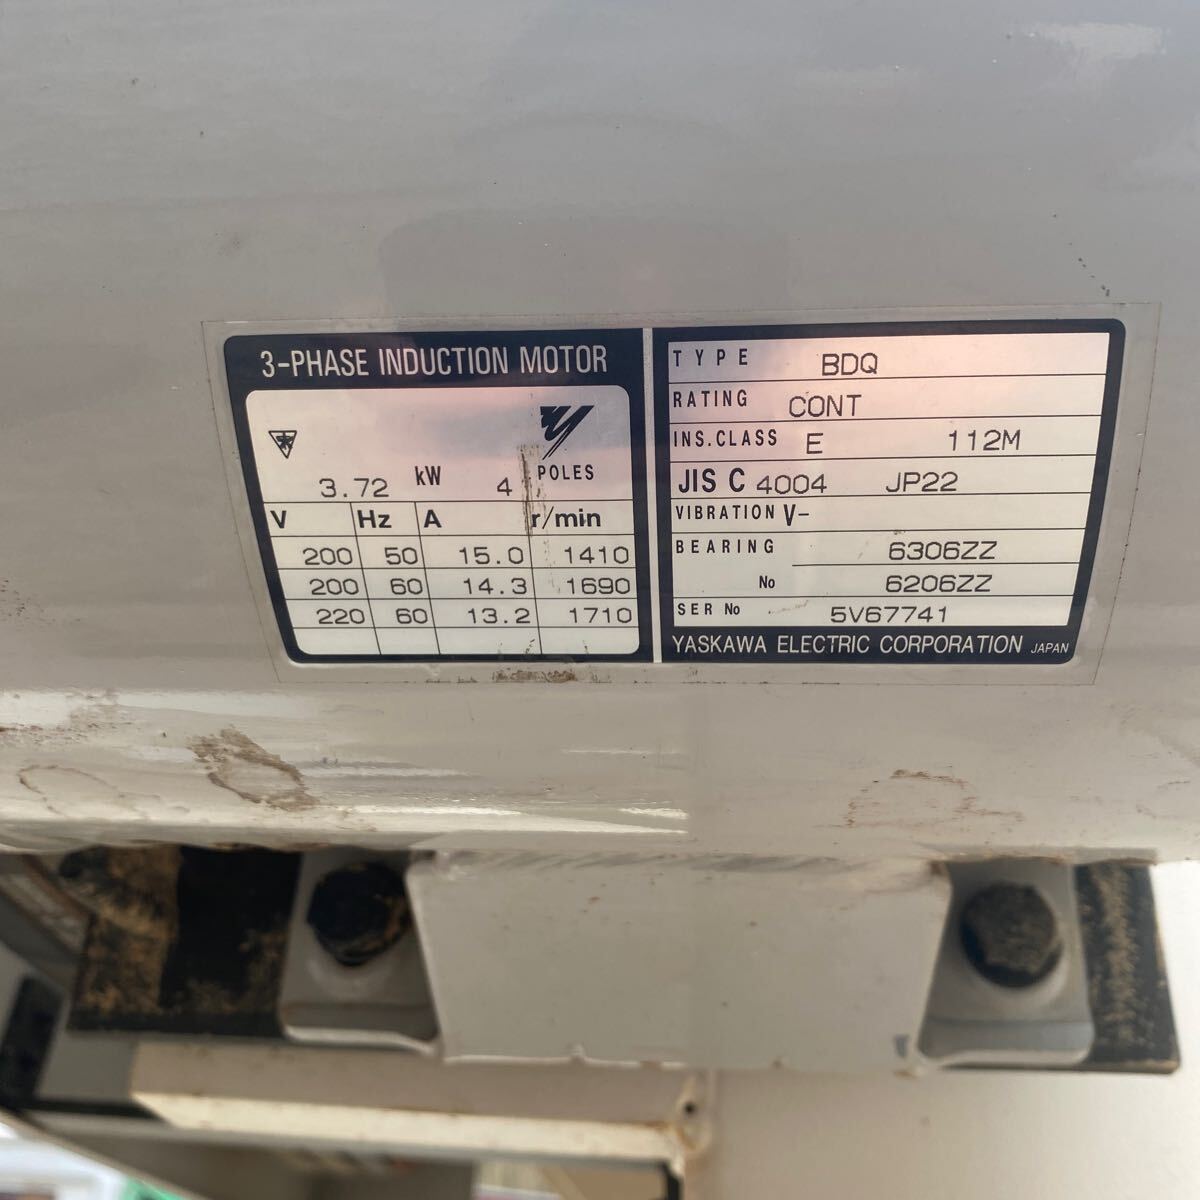 3-PHASE INDUCTION MOTOR
3.72 kW 4 POLES
V Hz A r/min
200 50 15.0 1410
200 60 14.3 1690
220 60 13.2 1710
TYPE BDQ
RATING CONT
INS.CLASS E 112M
JIS C 4004 JP22
VIBRATION V-
BEARING 6306ZZ
No 6206ZZ
SER No 5V67741
YASKAWA ELECTRIC CORPORATION JAPAN